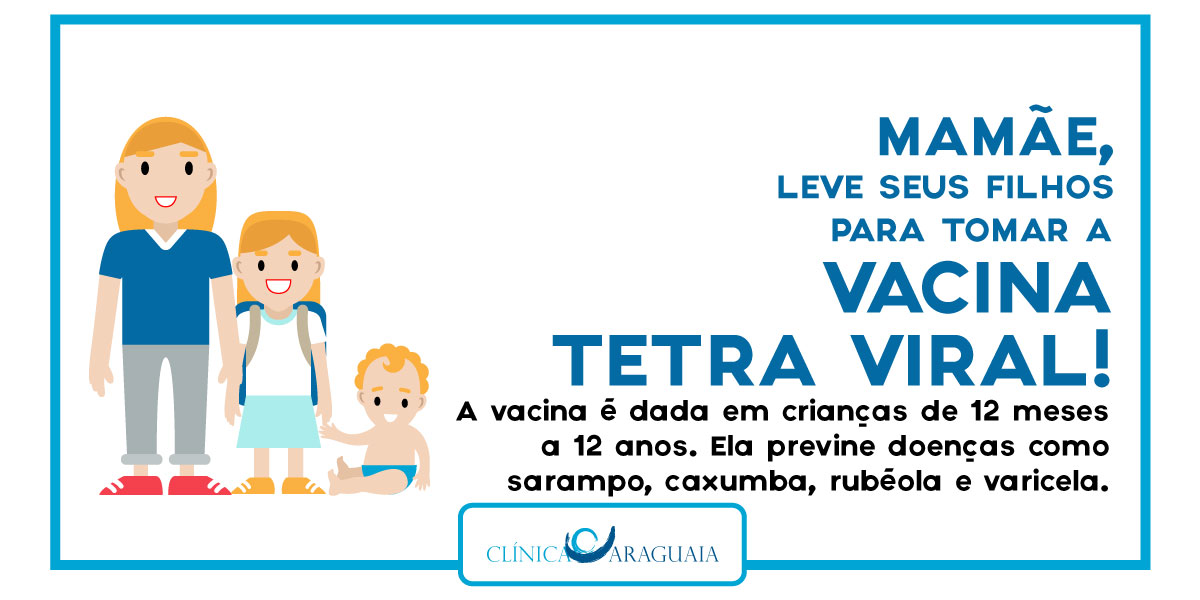 MAMÃE,
LEVE SEUS FILHOS
PARA TOMAR A
VACINA
TETRA VIRAL!
A vacina é dada em crianças de 12 meses
a 12 anos. Ela previne doenças como
sarampo, caxumba, rubéola e varicela.
CLÍNICA ARAGUAIA